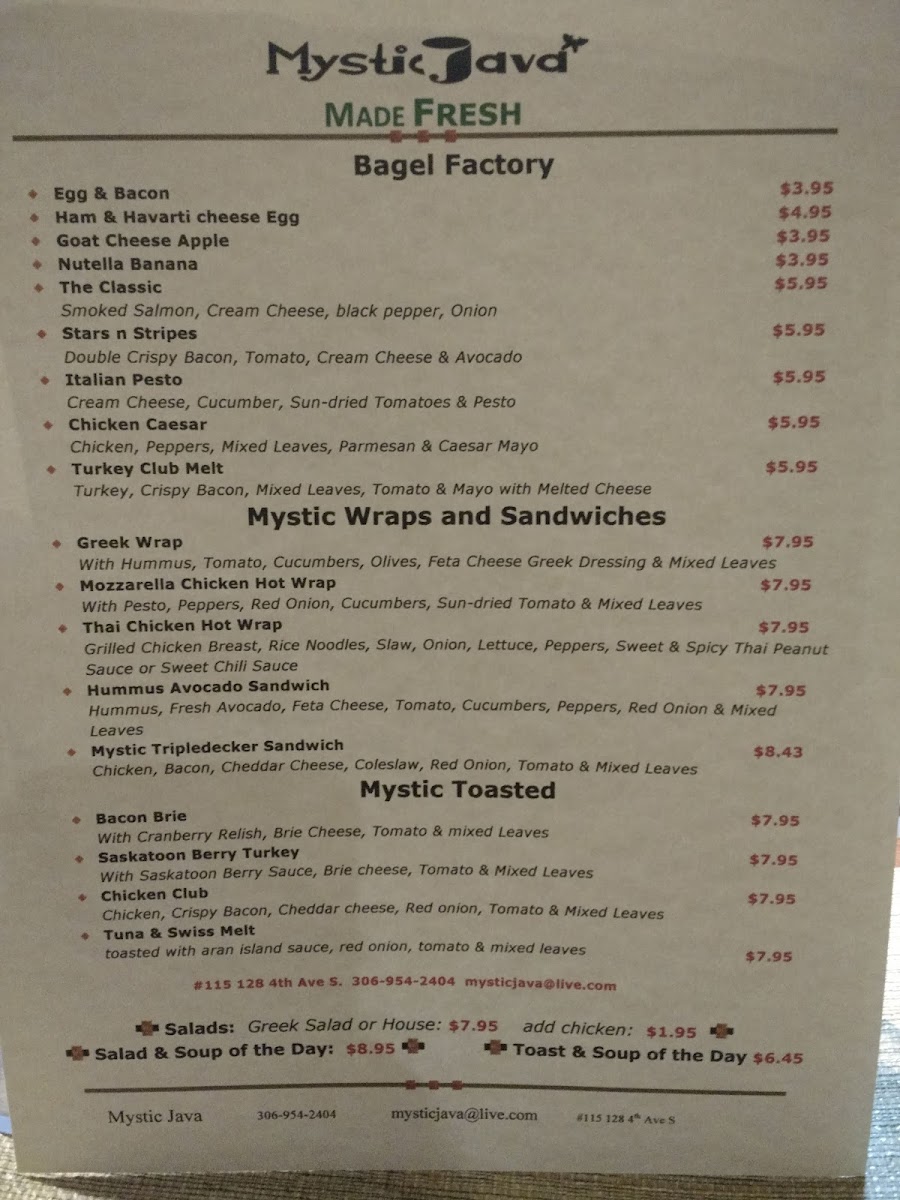 Mystic Java
MADE FRESH
Bagel Factory
Egg & Bacon $3.95
Ham & Havarti cheese Egg $4.95
Goat Cheese Apple $3.95
Nutella Banana $3.95
The Classic $5.95
Smoked Salmon, Cream Cheese, black pepper, Onion
Stars n Stripes $5.95
Double Crispy Bacon, Tomato, Cream Cheese & Avocado
Italian Pesto $5.95
Cream Cheese, Cucumber, Sun-dried Tomatoes & Pesto
Chicken Caesar $5.95
Chicken, Peppers, Mixed Leaves, Parmesan & Caesar Mayo
Turkey Club Melt $5.95
Turkey, Crispy Bacon, Mixed Leaves, Tomato & Mayo with Melted Cheese
Mystic Wraps and Sandwiches
Greek Wrap $7.95
With Hummus, Tomato, Cucumbers, Olives, Feta Cheese Greek Dressing & Mixed Leaves
Mozzarella Chicken Hot Wrap $7.95
With Pesto, Peppers, Red Onion, Cucumbers, Sun-dried Tomato & Mixed Leaves
Thai Chicken Hot Wrap $7.95
Grilled Chicken Breast, Rice Noodles, Slaw, Onion, Lettuce, Peppers, Sweet & Spicy Thai Peanut
Sauce or Sweet Chili Sauce
Hummus Avocado Sandwich $7.95
Hummus, Fresh Avocado, Feta Cheese, Tomato, Cucumbers, Peppers, Red Onion & Mixed
Leaves
Mystic Tripledecker Sandwich $8.43
Chicken, Bacon, Cheddar Cheese, Coleslaw, Red Onion, Tomato & Mixed Leaves
Mystic Toasted
Bacon Brie $7.95
With Cranberry Relish, Brie Cheese, Tomato & mixed Leaves
Saskatoon Berry Turkey $7.95
With Saskatoon Berry Sauce, Brie cheese, Tomato & Mixed Leaves
Chicken Club $7.95
Chicken, Crispy Bacon, Cheddar cheese, Red onion, Tomato & Mixed Leaves
Tuna & Swiss Melt
toasted with aran island sauce, red onion, tomato & mixed leaves $7.95
#115 128 4th Ave S. 306-954-2404 mysticjava@live.com
Salads: Greek Salad or House: $7.95 add chicken: $1.95
Salad & Soup of the Day: $8.95 Toast & Soup of the Day $6.45
Mystic Java 306-954-2404 mysticjava@live.com #115 128 4th Ave S